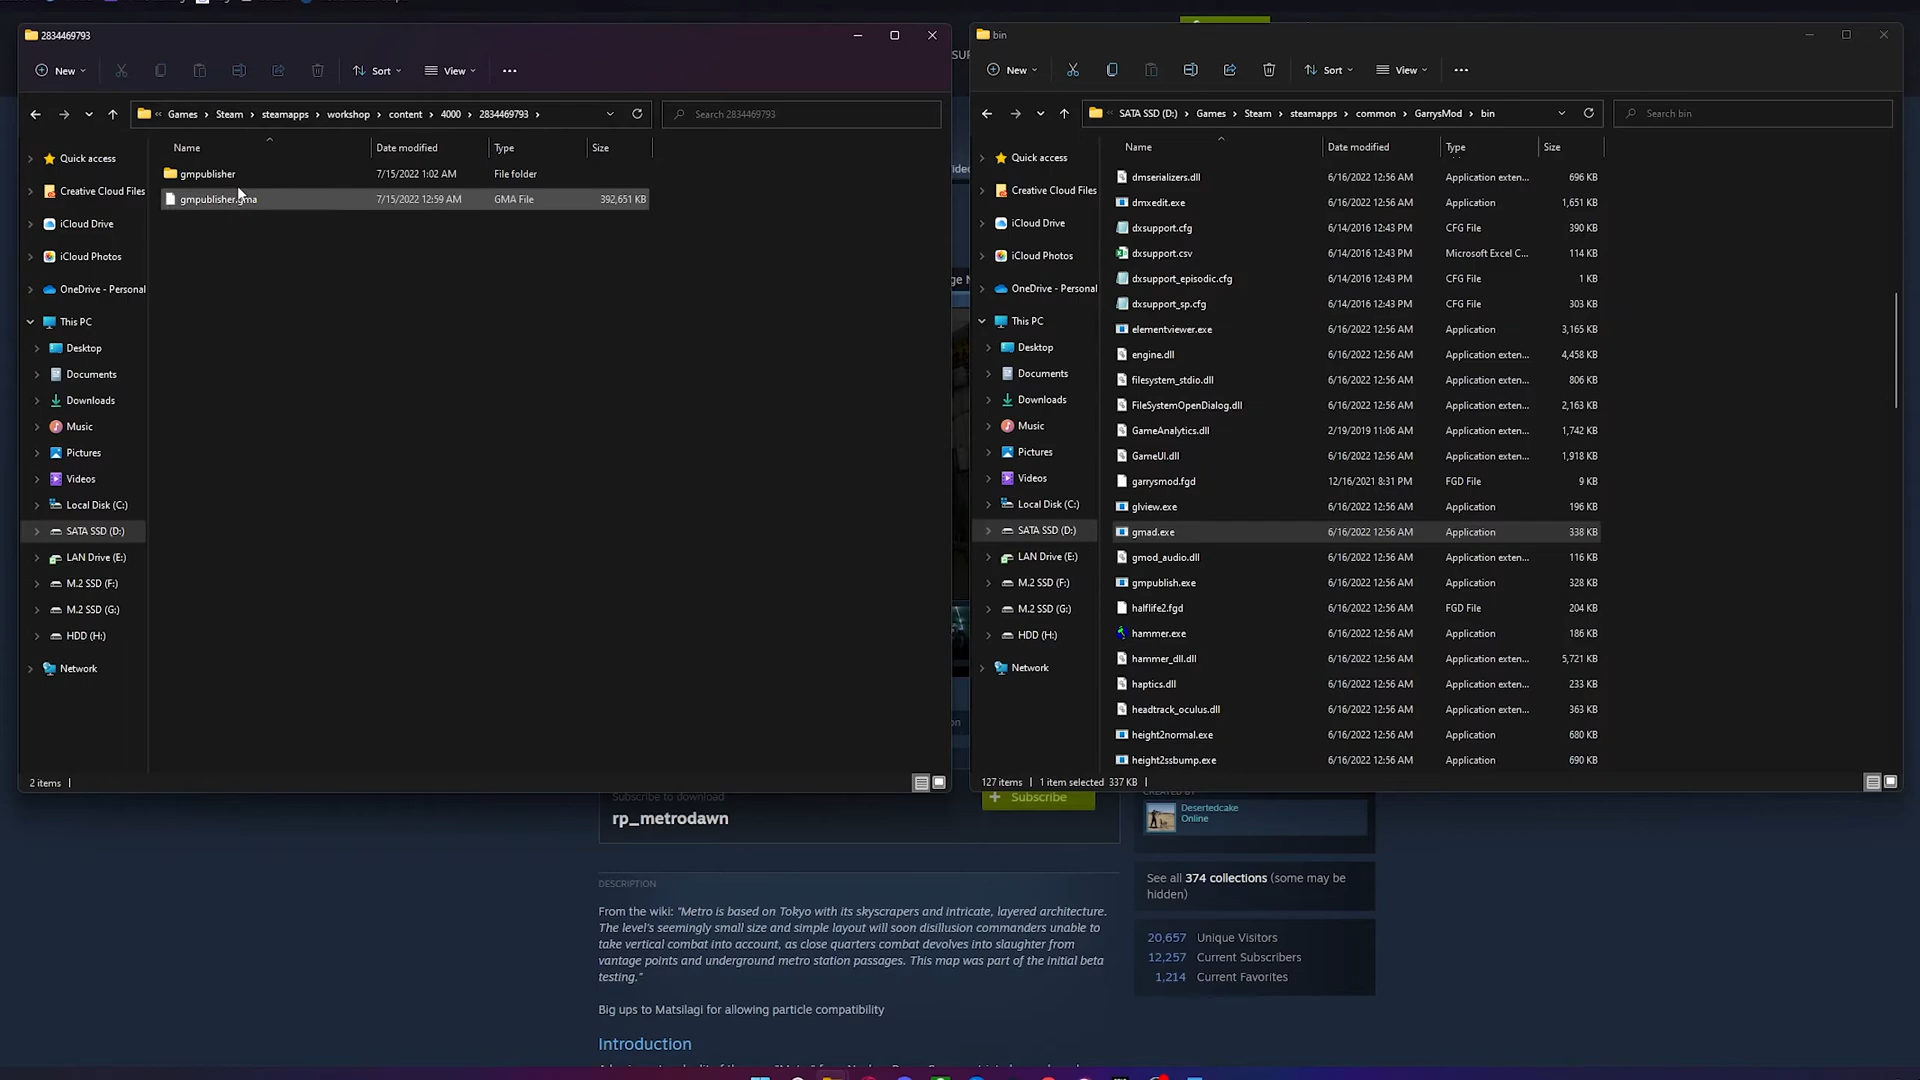 2834469793
New
Sort
View
Games > Steam > steamapps > workshop > content > 4000 > 2834469793 >
Search 2834469793
Name
Date modified
Type
Size
gmpublisher
7/15/2022 1:02 AM
File folder
gmpublisher.gma
7/15/2022 12:59 AM
GMA File
392,651 KB
Quick access
Creative Cloud Files
iCloud Drive
iCloud Photos
OneDrive - Personal
This PC
Desktop
Documents
Downloads
Music
Pictures
Videos
Local Disk (C:)
SATA SSD (D:)
LAN Drive (E:)
M.2 SSD (F:)
M.2 SSD (G:)
HDD (H:)
Network
2 items
bin
New
Sort
View
SATA SSD (D:) > Games > Steam > steamapps > common > GarrysMod > bin
Search bin
Name
Date modified
Type
Size
Quick access
Creative Cloud Files
iCloud Drive
iCloud Photos
OneDrive - Personal
This PC
Desktop
Documents
Downloads
Music
Pictures
Videos
Local Disk (C:)
SATA SSD (D:)
LAN Drive (E:)
M.2 SSD (F:)
M.2 SSD (G:)
HDD (H:)
Network
dmserializers.dll 6/16/2022 12:56 AM Application exten... 696 KB
dmxedit.exe 6/16/2022 12:56 AM Application 1,651 KB
dxsupport.cfg 6/14/2016 12:43 PM CFG File 390 KB
dxsupport.csv 6/14/2016 12:43 PM Microsoft Excel C... 114 KB
dxsupport_episodic.cfg 6/14/2016 12:43 PM CFG File 1 KB
dxsupport_sp.cfg 6/14/2016 12:43 PM CFG File 303 KB
elementviewer.exe 6/16/2022 12:56 AM Application 3,165 KB
engine.dll 6/16/2022 12:56 AM Application exten... 4,458 KB
filesystem_stdio.dll 6/16/2022 12:56 AM Application exten... 806 KB
FileSystemOpenDialog.dll 6/16/2022 12:56 AM Application exten... 2,163 KB
GameAnalytics.dll 2/19/2019 11:06 AM Application exten... 1,742 KB
GameUI.dll 6/16/2022 12:56 AM Application exten... 1,918 KB
garrysmod.fgd 12/16/2021 8:31 PM FGD File 9 KB
glview.exe 6/16/2022 12:56 AM Application 196 KB
gmad.exe 6/16/2022 12:56 AM Application 338 KB
gmod_audio.dll 6/16/2022 12:56 AM Application exten... 116 KB
gmpublish.exe 6/16/2022 12:56 AM Application 328 KB
halflife2.fgd 6/16/2022 12:56 AM FGD File 204 KB
hammer.exe 6/16/2022 12:56 AM Application 186 KB
hammer_dll.dll 6/16/2022 12:56 AM Application exten... 5,721 KB
haptics.dll 6/16/2022 12:56 AM Application exten... 233 KB
headtrack_oculus.dll 6/16/2022 12:56 AM Application exten... 363 KB
height2normal.exe 6/16/2022 12:56 AM Application 680 KB
height2ssbump.exe 6/16/2022 12:56 AM Application 690 KB
127 items
1 item selected 337 KB
Subscribe to download
rp_metrodawn
Subscribe
CREATED BY
Desertedcake
Online
See all 374 collections (some may be
hidden)
20,657 Unique Visitors
12,257 Current Subscribers
1,214 Current Favorites
DESCRIPTION
From the wiki: "Metro is based on Tokyo with its skyscrapers and intricate, layered architecture.
The level's seemingly small size and simple layout will soon disillusion commanders unable to
take vertical combat into account, as close quarters combat devolves into slaughter from
vantage points and underground metro station passages. This map was part of the initial beta
testing."
Big ups to Matsilagi for allowing particle compatibility
Introduction